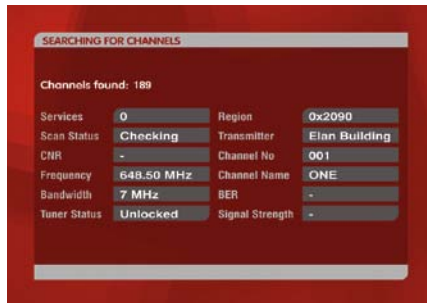 SEARCHING FOR CHANNELS
Channels found: 189
Services 0 Region 0x2090
Scan Status Checking Transmitter Elan Building
CNR - Channel No 001
Frequency 648.50 MHz Channel Name ONE
Bandwidth 7 MHz BER -
Tuner Status Unlocked Signal Strength -